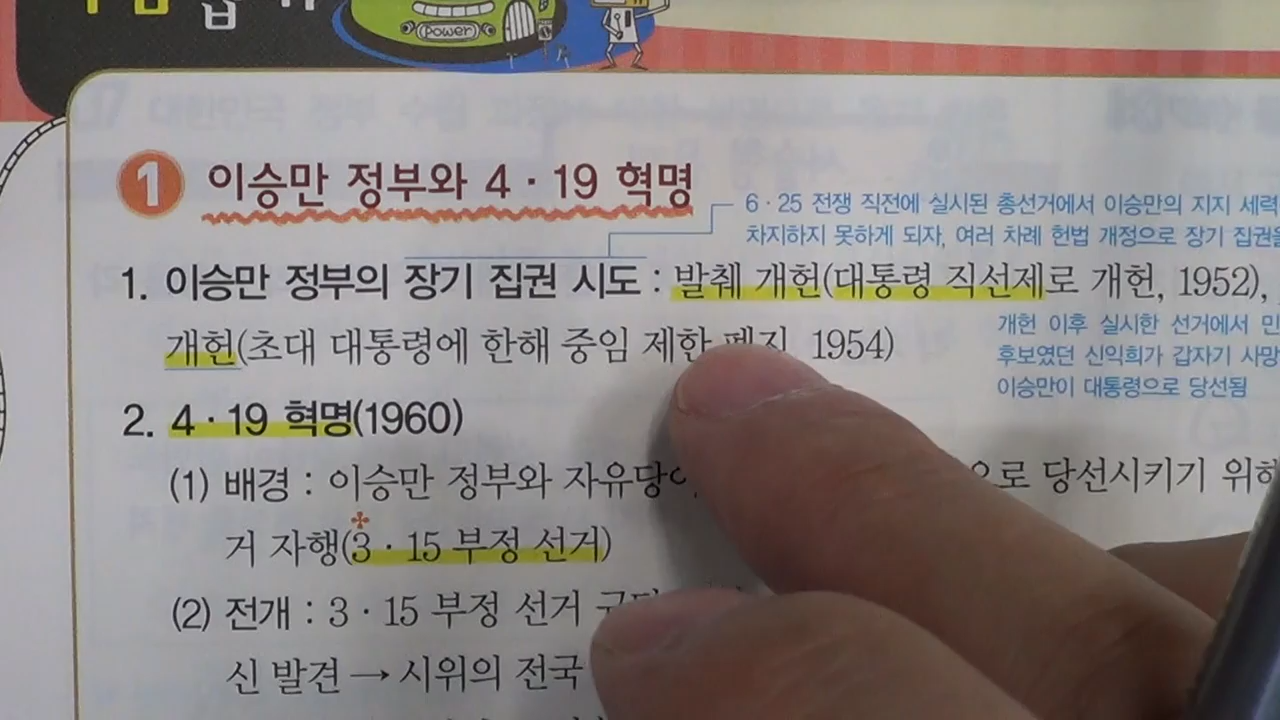 power
1 이승만 정부와 4·19 혁명
6·25 전쟁 직전에 실시된 총선거에서 이승만의 지지 세력
차지하지 못하게 되자, 여러 차례 헌법 개정으로 장기 집권을
1. 이승만 정부의 장기 집권 시도 : 발췌 개헌(대통령 직선제로 개헌, 1952),
개헌(초대 대통령에 한해 중임 제한 폐지, 1954)
개헌 이후 실시한 선거에서 민
후보였던 신익희가 갑자기 사망
이승만이 대통령으로 당선됨
2. 4·19 혁명(1960)
(1) 배경 : 이승만 정부와 자유당이 으로 당선시키기 위해
거 자행(3·15 부정 선거)
(2) 전개 : 3·15 부정 선거
신 발견 → 시위의 전국